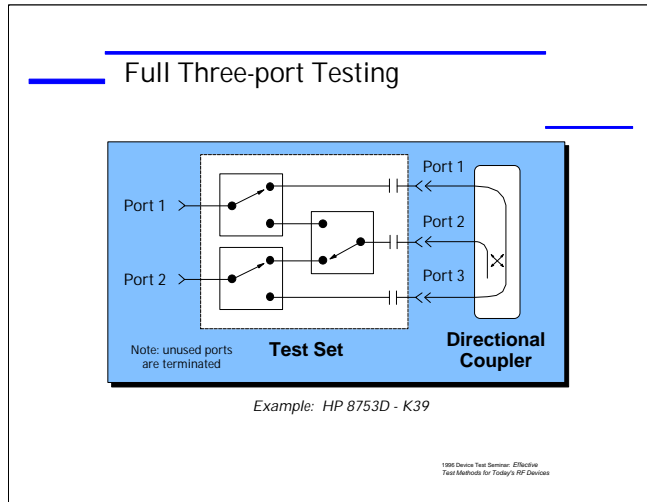 Full Three-port Testing
Port 1
Port 1
Port 2
Port 2
Port 3
Note: unused ports
are terminated
Test Set
Directional
Coupler
Example: HP 8753D - K39
1996 Device Test Seminar: Effective
Test Methods for Today's RF Devices